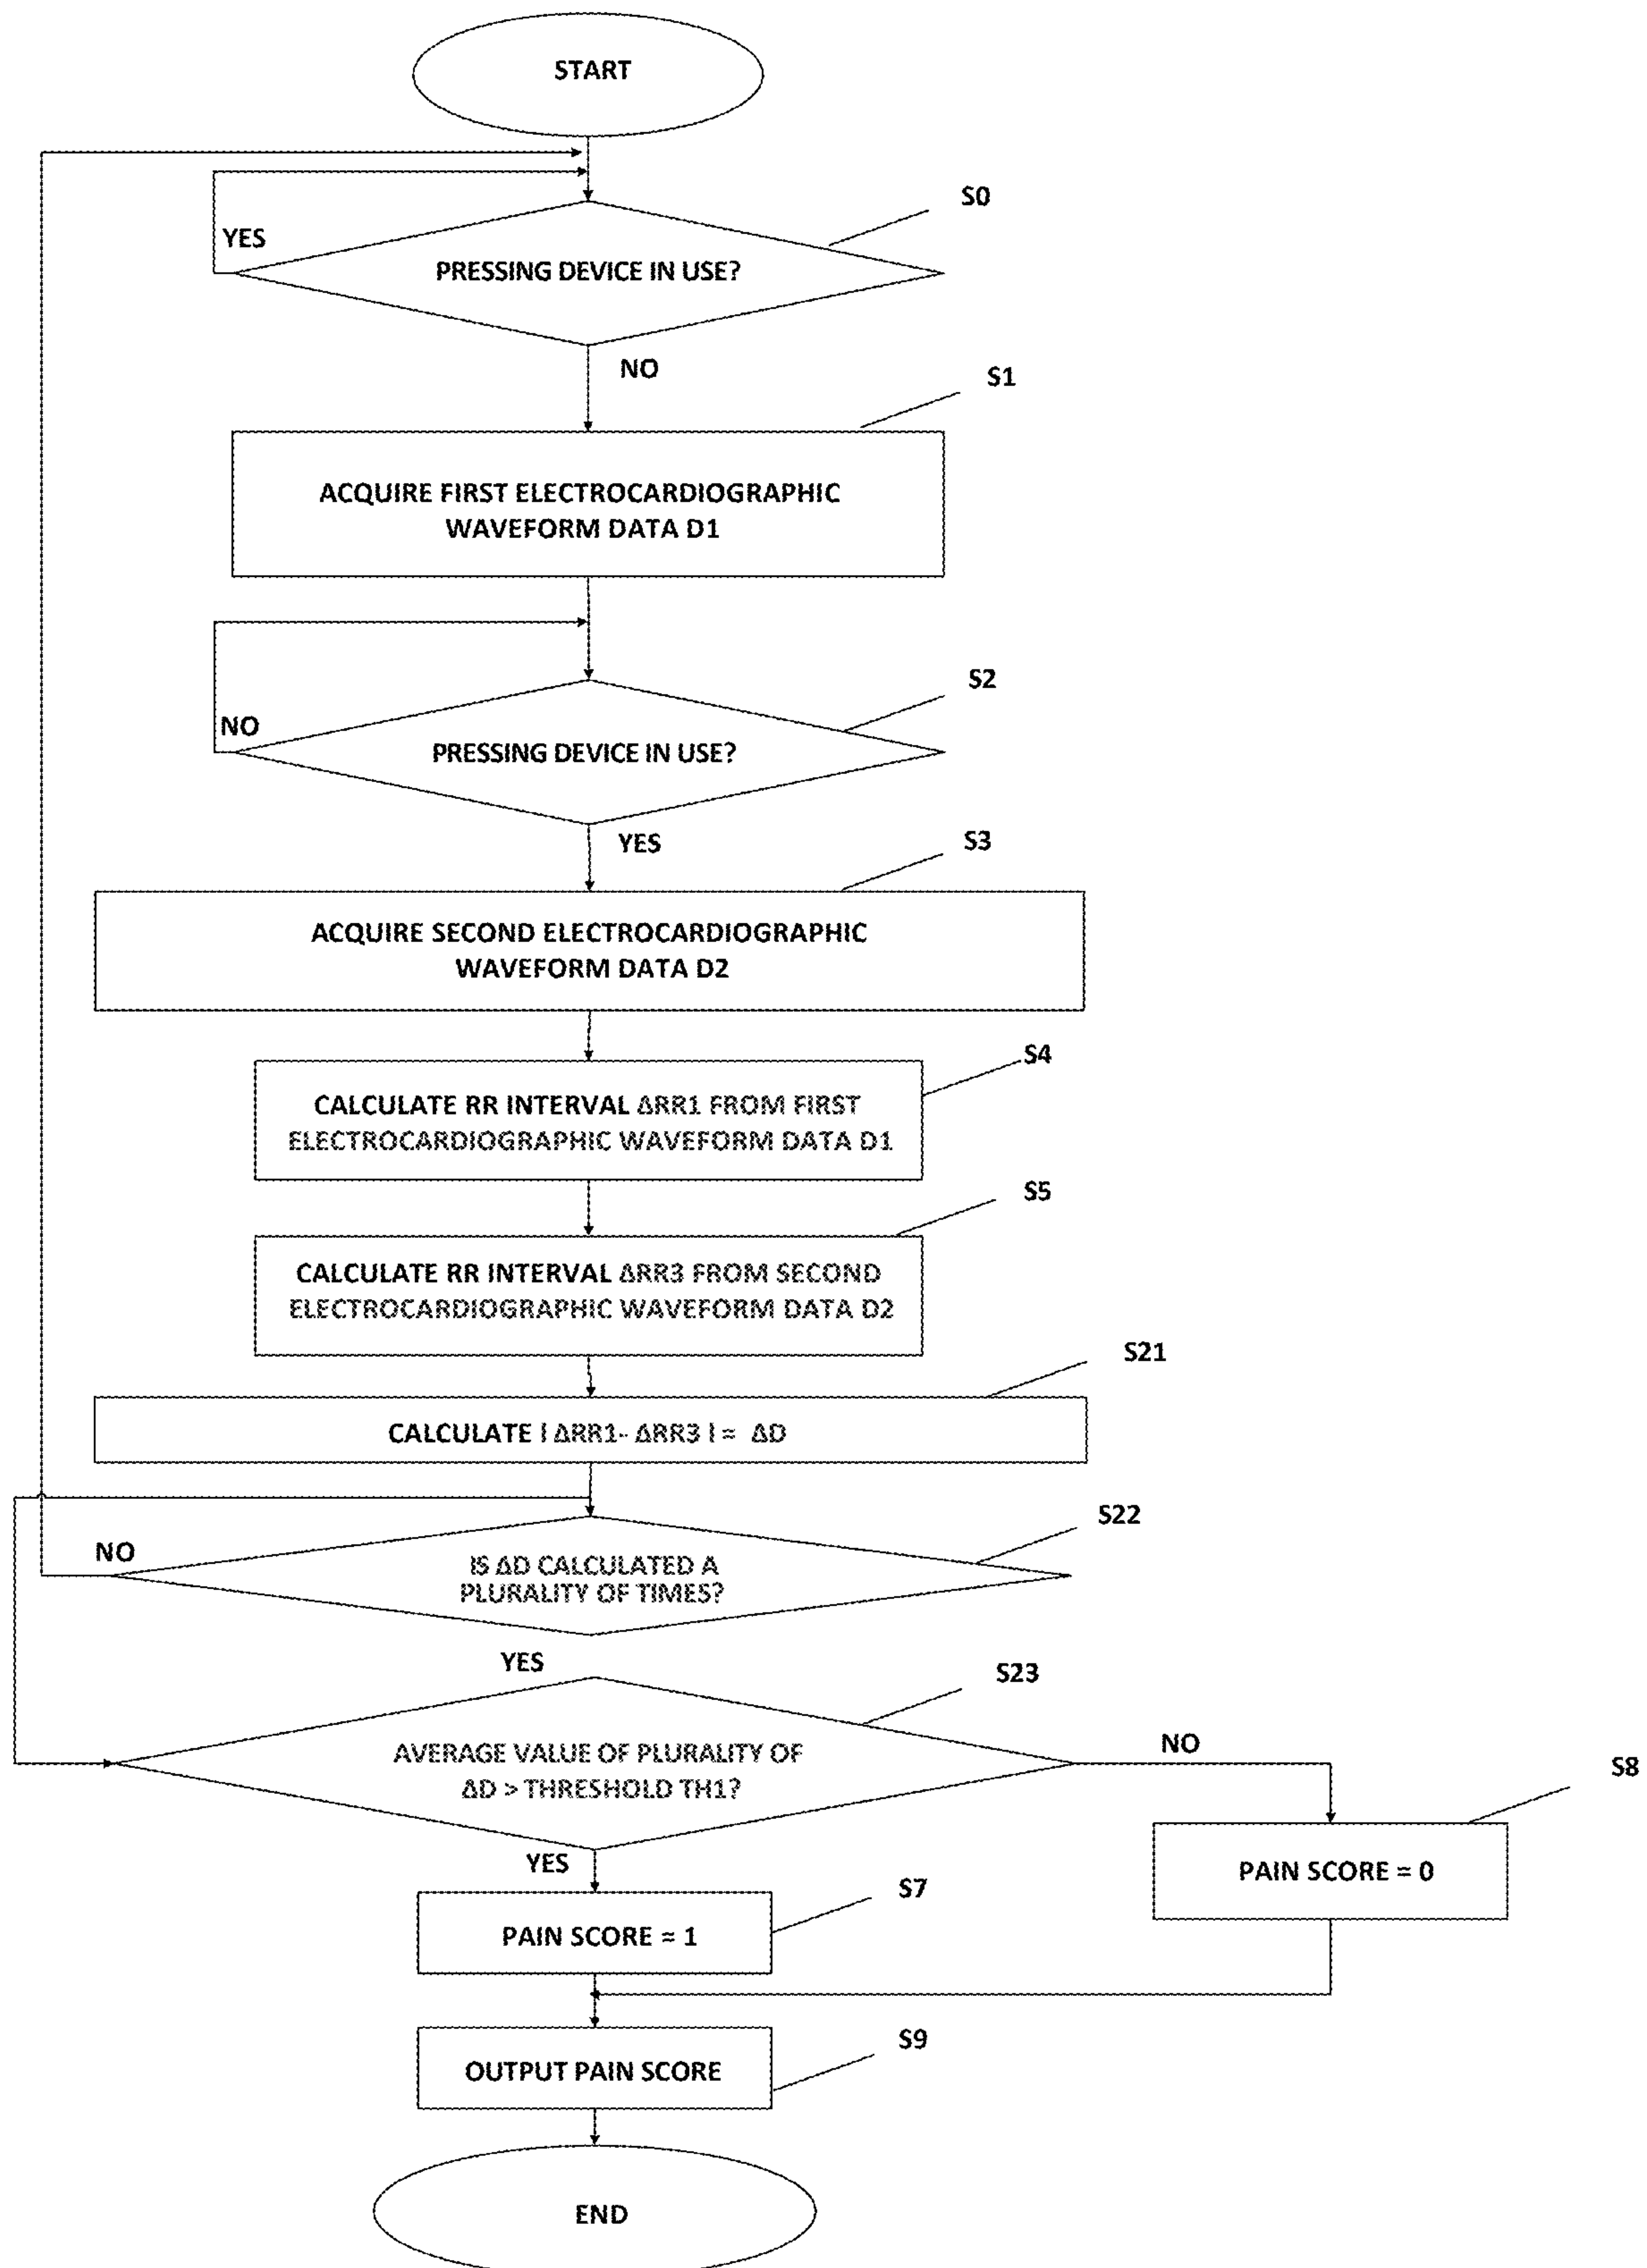 START
S0
YES
PRESSING DEVICE IN USE?
NO
S1
ACQUIRE FIRST ELECTROCARDIOGRAPHIC
WAVEFORM DATA D1
S2
NO
PRESSING DEVICE IN USE?
YES
S3
ACQUIRE SECOND ELECTROCARDIOGRAPHIC
WAVEFORM DATA D2
S4
CALCULATE RR INTERVAL ΔRR1 FROM FIRST
ELECTROCARDIOGRAPHIC WAVEFORM DATA D1
S5
CALCULATE RR INTERVAL ΔRR3 FROM SECOND
ELECTROCARDIOGRAPHIC WAVEFORM DATA D2
S21
CALCULATE | ΔRR1- ΔRR3 | = ΔD
S22
NO
IS ΔD CALCULATED A
PLURALITY OF TIMES?
YES
S23
AVERAGE VALUE OF PLURALITY OF
ΔD > THRESHOLD TH1?
NO
S8
YES
PAIN SCORE = 0
S7
PAIN SCORE = 1
S9
OUTPUT PAIN SCORE
END